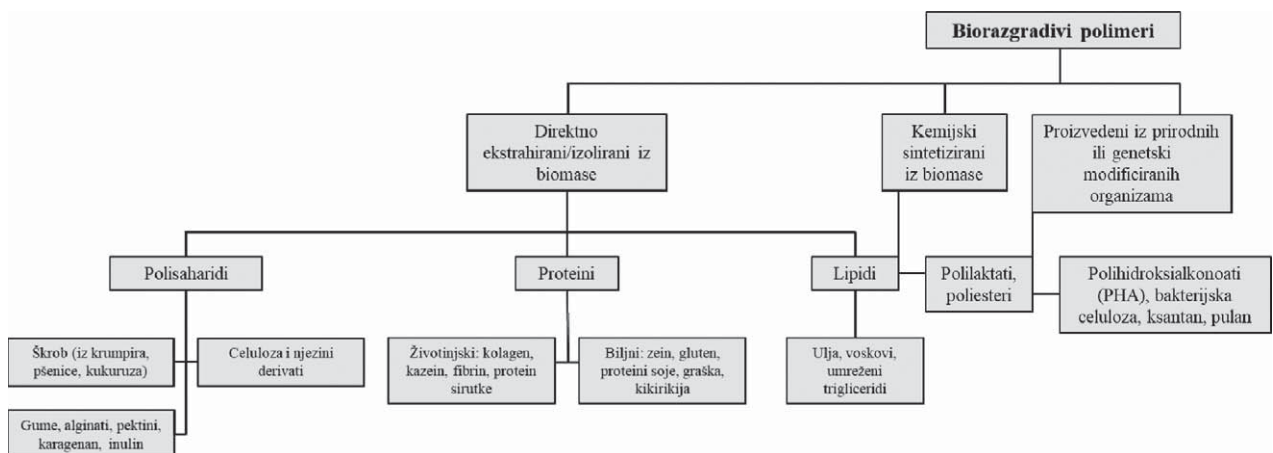 Biorazgradivi polimeri
Direktno
ekstrahirani/izolirani iz
biomase
Kemijski
sintetizirani
iz biomase
Proizvedeni iz prirodnih
ili genetski
modificiranih
organizama
Polisaharidi
Proteini
Lipidi
Polilaktati,
poliesteri
Polihidroksialkonoati
(PHA), bakterijska
celuloza, ksantan, pulan
Škrob (iz krumpira,
pšenice, kukuruza)
Celuloza i njezini
derivati
Životinjski: kolagen,
kazein, fibrin, protein
sirutke
Biljni: zein, gluten,
proteini soje, graška,
kikirikija
Ulja, voskovi,
umreženi
trigliceridi
Gume, alginati, pektini,
karagenan, inulin